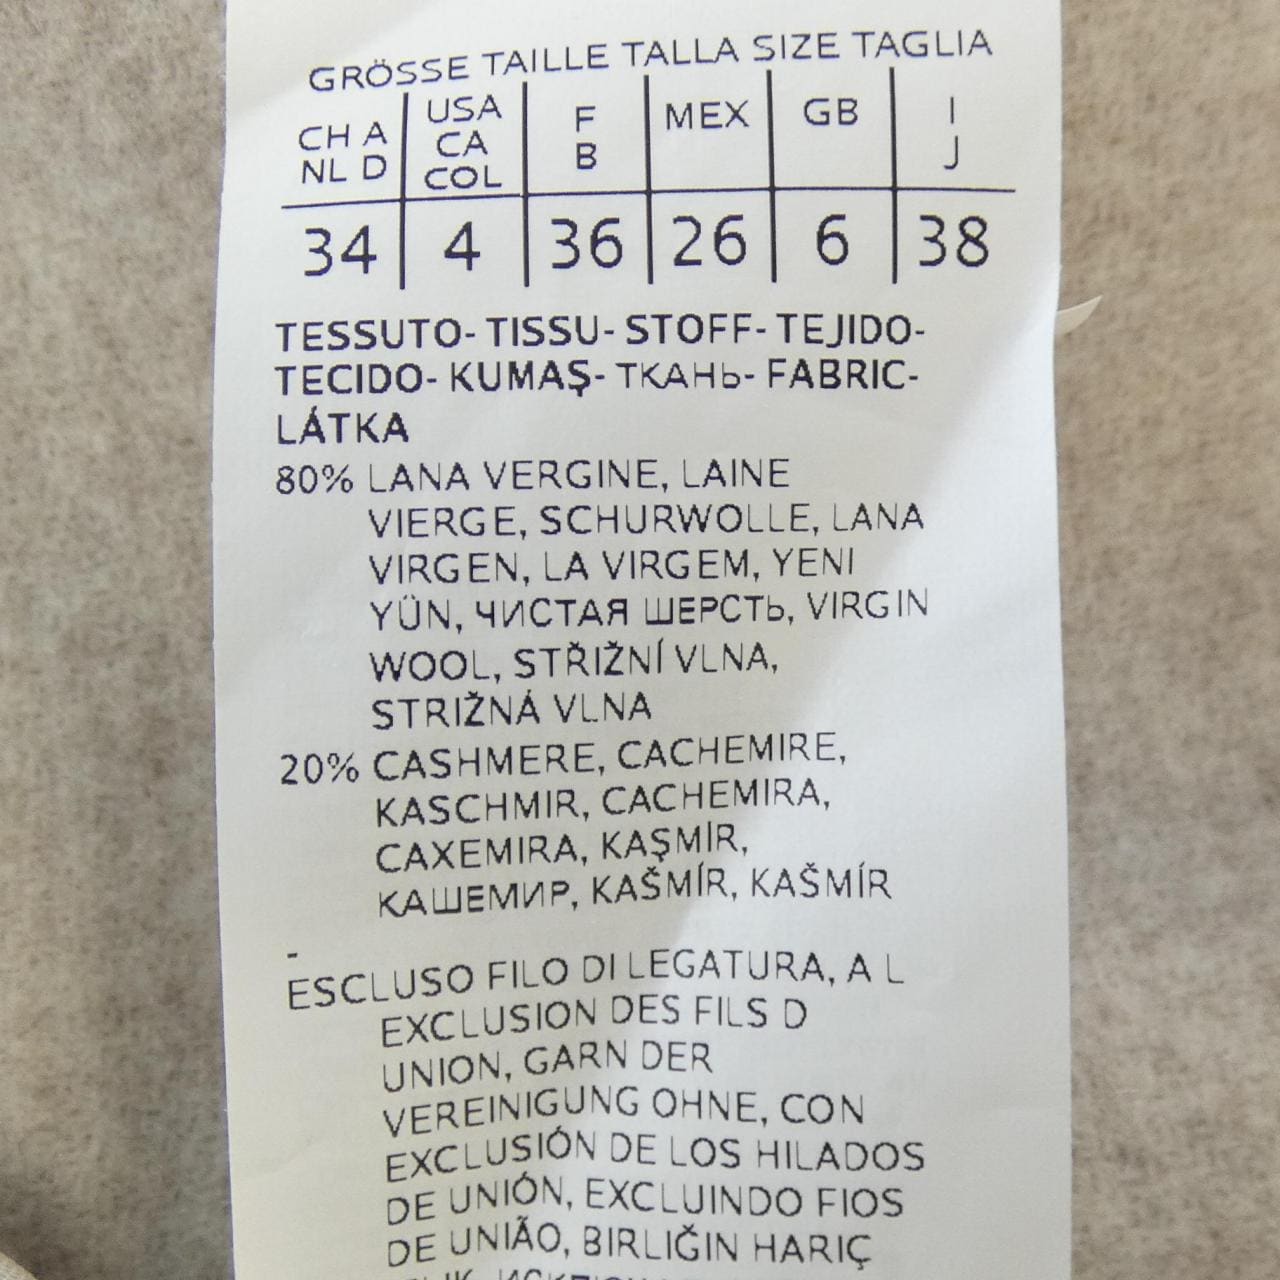 GRÖSSE TAILLE TALLA SIZE TAGLIA
CH A NL D | USA CA COL | F B | MEX | GB | I J
34 | 4 | 36 | 26 | 6 | 38
TESSUTO- TISSU- STOFF- TEJIDO-
TECIDO- KUMAŞ- ТКАНЬ- FABRIC-
LÁTKA
80% LANA VERGINE, LAINE
VIERGE, SCHURWOLLE, LANA
VIRGEN, LA VIRGEM, YENI
YÜN, ЧИСТАЯ ШЕРСТЬ, VIRGIN
WOOL, STŘIŽNÍ VLNA,
STRIŽNÁ VLNA
20% CASHMERE, CACHEMIRE,
KASCHMIR, CACHEMIRA,
CAXEMIRA, KAŞMİR,
КАШЕМИР, KAŠMÍR, KAŠMÍR
-
ESCLUSO FILO DI LEGATURA, A L
EXCLUSION DES FILS D
UNION, GARN DER
VEREINIGUNG OHNE, CON
EXCLUSIÓN DE LOS HILADOS
DE UNIÓN, EXCLUINDO FIOS
DE UNIÃO, BIRLIĞIN HARIÇ